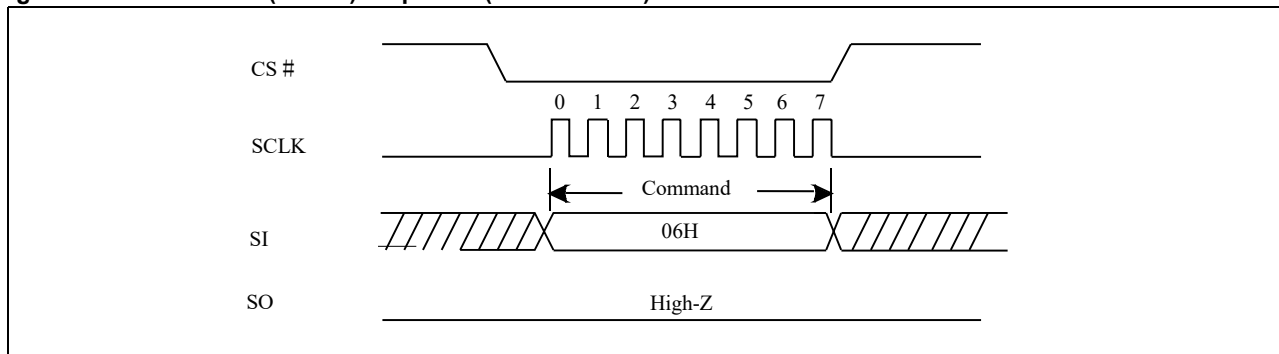 CS #
0 1 2 3 4 5 6 7
SCLK
Command
SI
06H
SO
High-Z